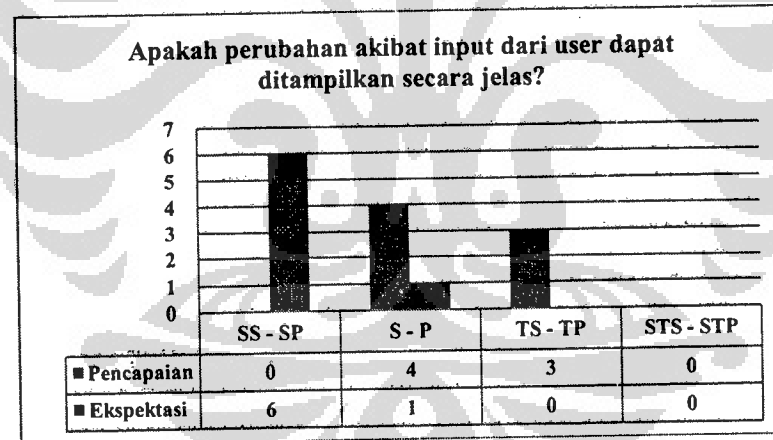 Apakah perubahan akibat input dari user dapat
ditampilkan secara jelas?
7
6
5
4
3
2
1
0
SS - SP S - P TS - TP STS - STP
Pencapaian 0 4 3 0
Ekspektasi 6 1 0 0